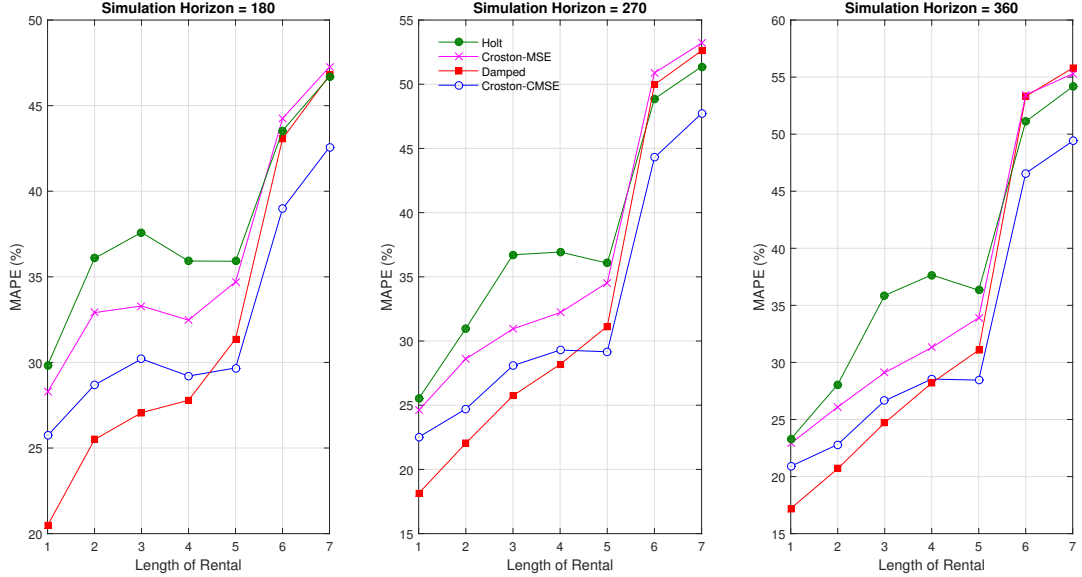 Simulation Horizon = 180
50
45
40
35
30
25
20
MAPE (%)
1 2 3 4 5 6 7
Length of Rental
Simulation Horizon = 270
55
50
45
40
35
30
25
20
15
MAPE (%)
Holt
Croston-MSE
Damped
Croston-CMSE
1 2 3 4 5 6 7
Length of Rental
Simulation Horizon = 360
60
55
50
45
40
35
30
25
20
15
MAPE (%)
1 2 3 4 5 6 7
Length of Rental